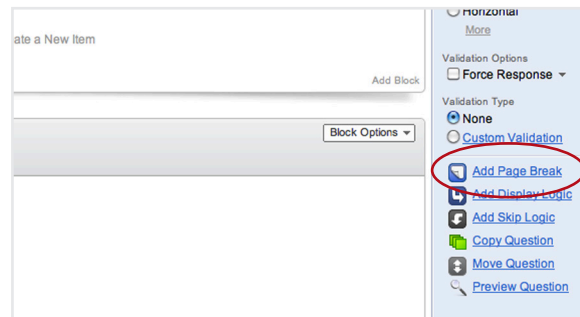 Horizontal
More
ate a New Item
Validation Options
Force Response
Add Block
Validation Type
None
Block Options
Custom Validation
Add Page Break
Add Display Logic
Add Skip Logic
Copy Question
Move Question
Preview Question